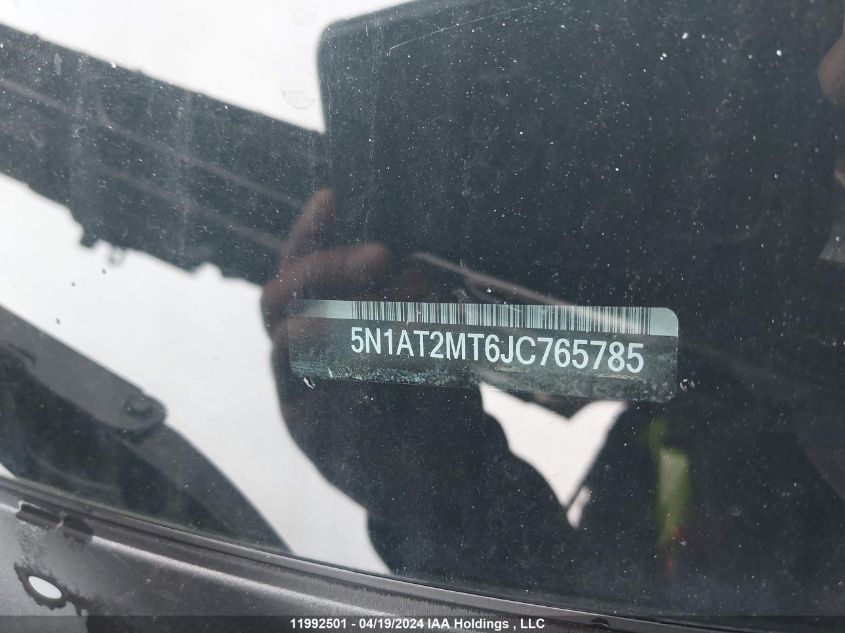 5N1AT2MT6JC765785
11992501 - 04/19/2024 IAA Holdings , LLC